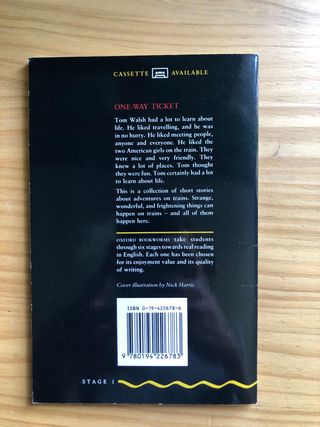 CASSETTE AVAILABLE
ONE-WAY TICKET
Tom Walsh had a lot to learn about
life. He liked travelling, and he was
in no hurry. He liked meeting people,
anyone and everyone. He liked the
two American girls on the train. They
were nice and very friendly. They
knew a lot of places. Tom thought
they were fun. Tom certainly had a lot
to learn about life.
This is a collection of short stories
about adventures on trains. Strange,
wonderful, and frightening things can
happen on trains – and all of them
happen here.
OXFORD BOOKWORMS take students
through six stages towards real reading
in English. Each one has been chosen
for its enjoyment value and its quality
of writing.
Cover illustration by Nick Harris
ISBN 0-19-422678-6
9 780194 226783
STAGE 1